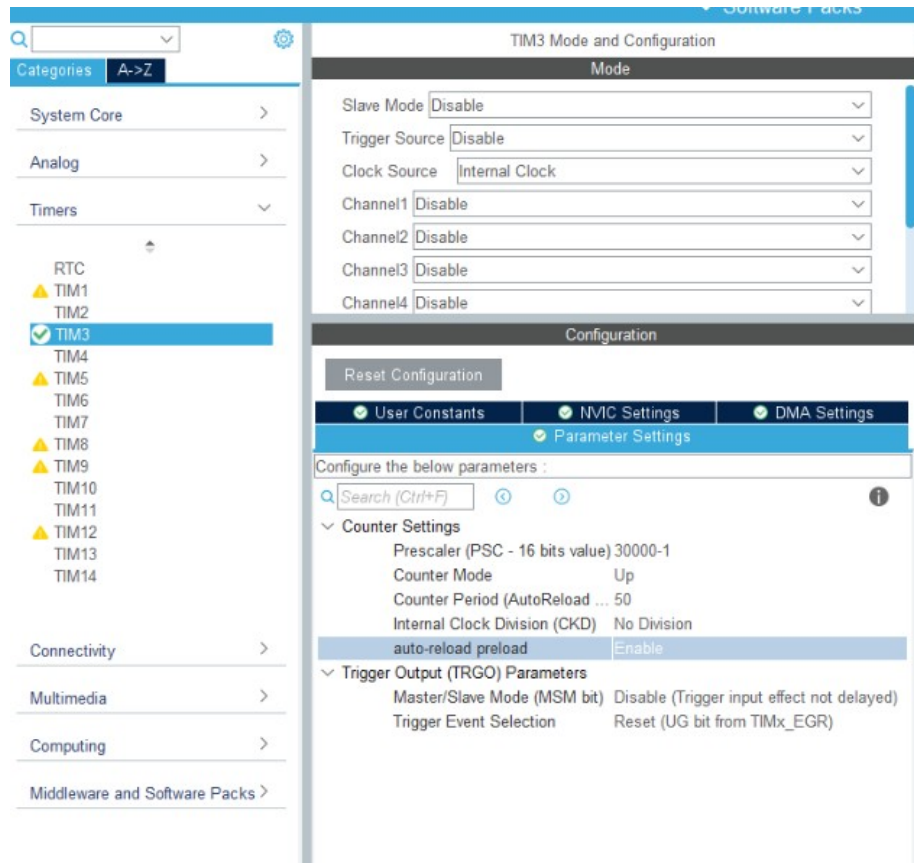 Software Packs
TIM3 Mode and Configuration
Categories A->Z
System Core
Analog
Timers
RTC
TIM1
TIM2
TIM3
TIM4
TIM5
TIM6
TIM7
TIM8
TIM9
TIM10
TIM11
TIM12
TIM13
TIM14
Connectivity
Multimedia
Computing
Middleware and Software Packs
Mode
Slave Mode Disable
Trigger Source Disable
Clock Source Internal Clock
Channel1 Disable
Channel2 Disable
Channel3 Disable
Channel4 Disable
Configuration
Reset Configuration
User Constants NVIC Settings DMA Settings
Parameter Settings
Configure the below parameters :
Search (Ctrl+F)
Counter Settings
Prescaler (PSC - 16 bits value) 30000-1
Counter Mode Up
Counter Period (AutoReload ... 50
Internal Clock Division (CKD) No Division
auto-reload preload Enable
Trigger Output (TRGO) Parameters
Master/Slave Mode (MSM bit) Disable (Trigger input effect not delayed)
Trigger Event Selection Reset (UG bit from TIMx_EGR)